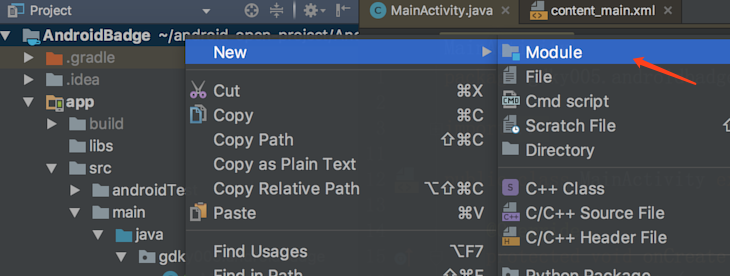 Project
MainActivity.java
content_main.xml
AndroidBadge ~/android_open_project/An
.gradle
.idea
app
build
libs
src
androidTe
main
java
gdk
New
Cut ⌘X
Copy ⌘C
Copy Path ⇧⌘C
Copy as Plain Text
Copy Relative Path ⌥⇧⌘C
Paste ⌘V
Find Usages ⌥F7
Find in Path ⇧⌘F
Module
File
Cmd script
Scratch File
Directory
C++ Class
C/C++ Source File
C/C++ Header File
Python Package